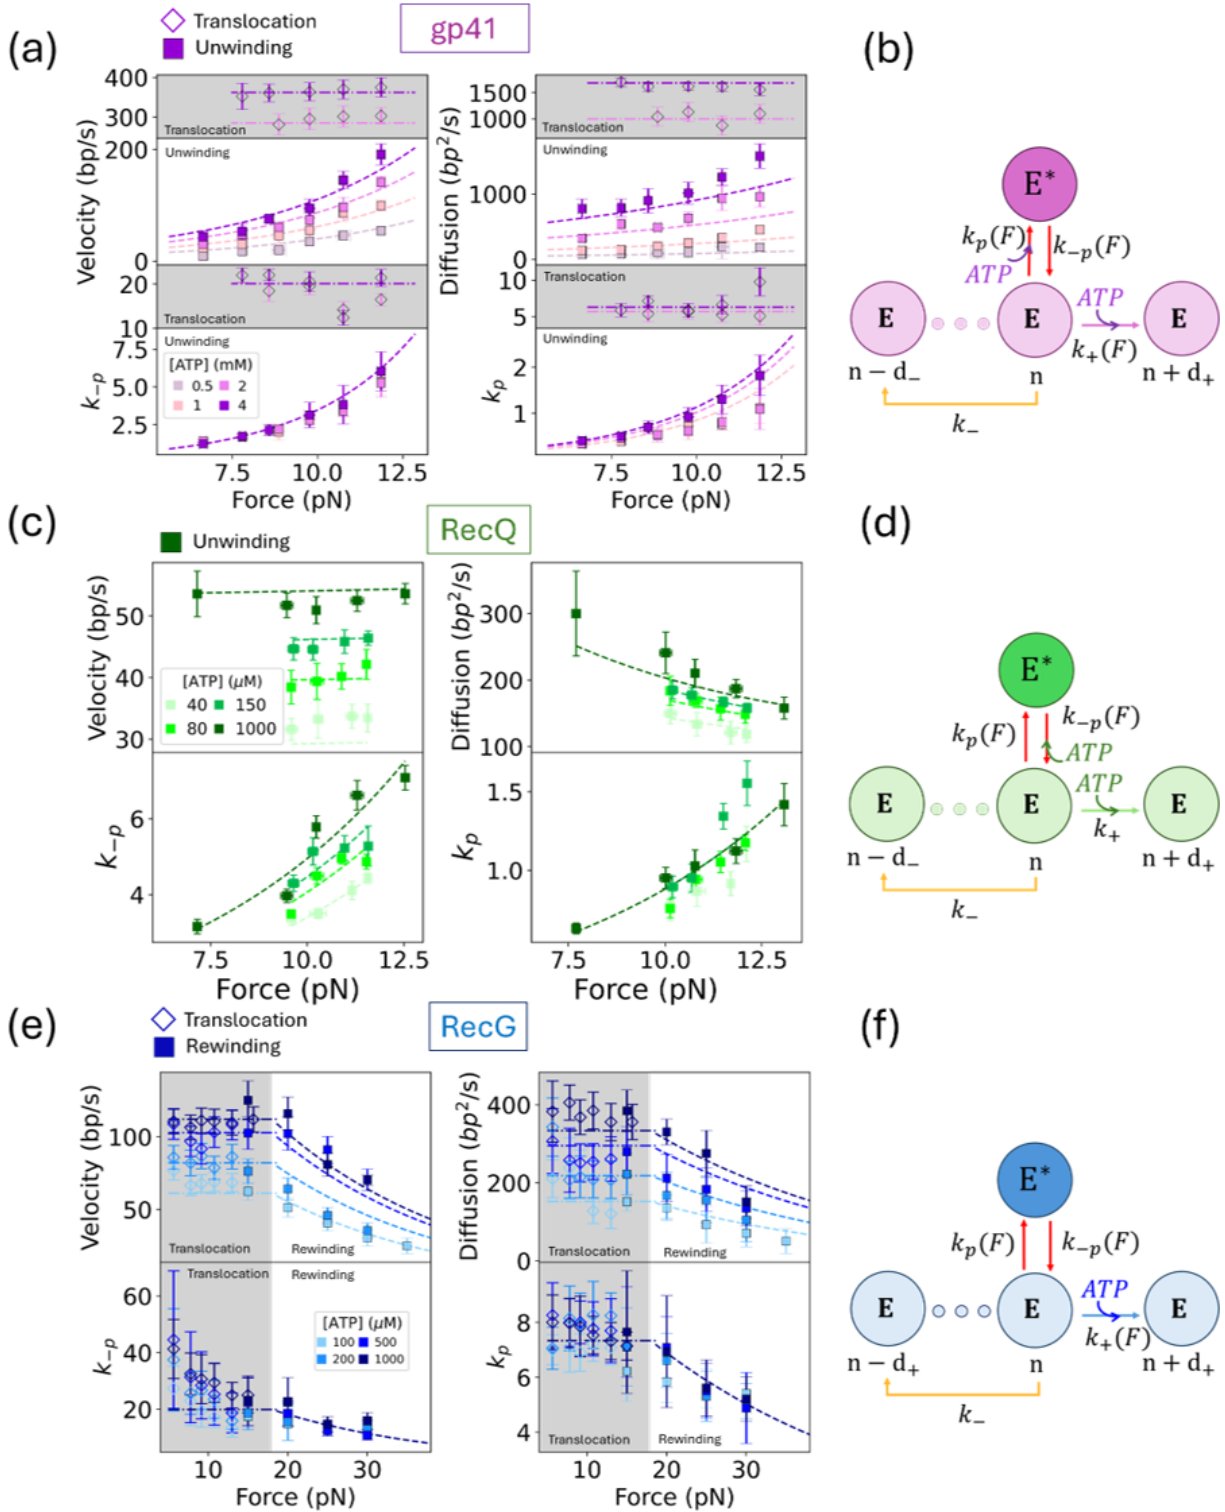 (a)
Translocation
Unwinding
gp41
Velocity (bp/s)
400
300
Translocation
200
Unwinding
0
20
Translocation
10
Unwinding
k₋ₚ
7.5
5.0
2.5
[ATP] (mM)
0.5 2
1 4
7.5 10.0 12.5
Force (pN)
Diffusion (bp²/s)
1500
1000
Translocation
Unwinding
1000
0
10
5
Translocation
Unwinding
kₚ
2
1
7.5 10.0 12.5
Force (pN)
(b)
E*
kₚ(F)
k₋ₚ(F)
ATP
ATP
E
E
E
k₊(F)
n − d₋
n
n + d₊
k₋
(c)
Unwinding
RecQ
Velocity (bp/s)
50
40
30
[ATP] (μM)
40 150
80 1000
k₋ₚ
6
4
7.5 10.0 12.5
Force (pN)
Diffusion (bp²/s)
300
200
100
kₚ
1.5
1.0
7.5 10.0 12.5
Force (pN)
(d)
E*
kₚ(F)
k₋ₚ(F)
ATP
ATP
E
E
E
k₊
n − d₋
n
n + d₊
k₋
(e)
Translocation
Rewinding
RecG
Velocity (bp/s)
100
50
Translocation
Rewinding
Translocation
Rewinding
k₋ₚ
60
40
20
[ATP] (μM)
100 500
200 1000
10 20 30
Force (pN)
Diffusion (bp²/s)
400
200
0
Translocation
Rewinding
kₚ
8
6
4
Translocation
Rewinding
10 20 30
Force (pN)
(f)
E*
kₚ(F)
k₋ₚ(F)
ATP
E
E
E
k₊(F)
n − d₊
n
n + d₊
k₋